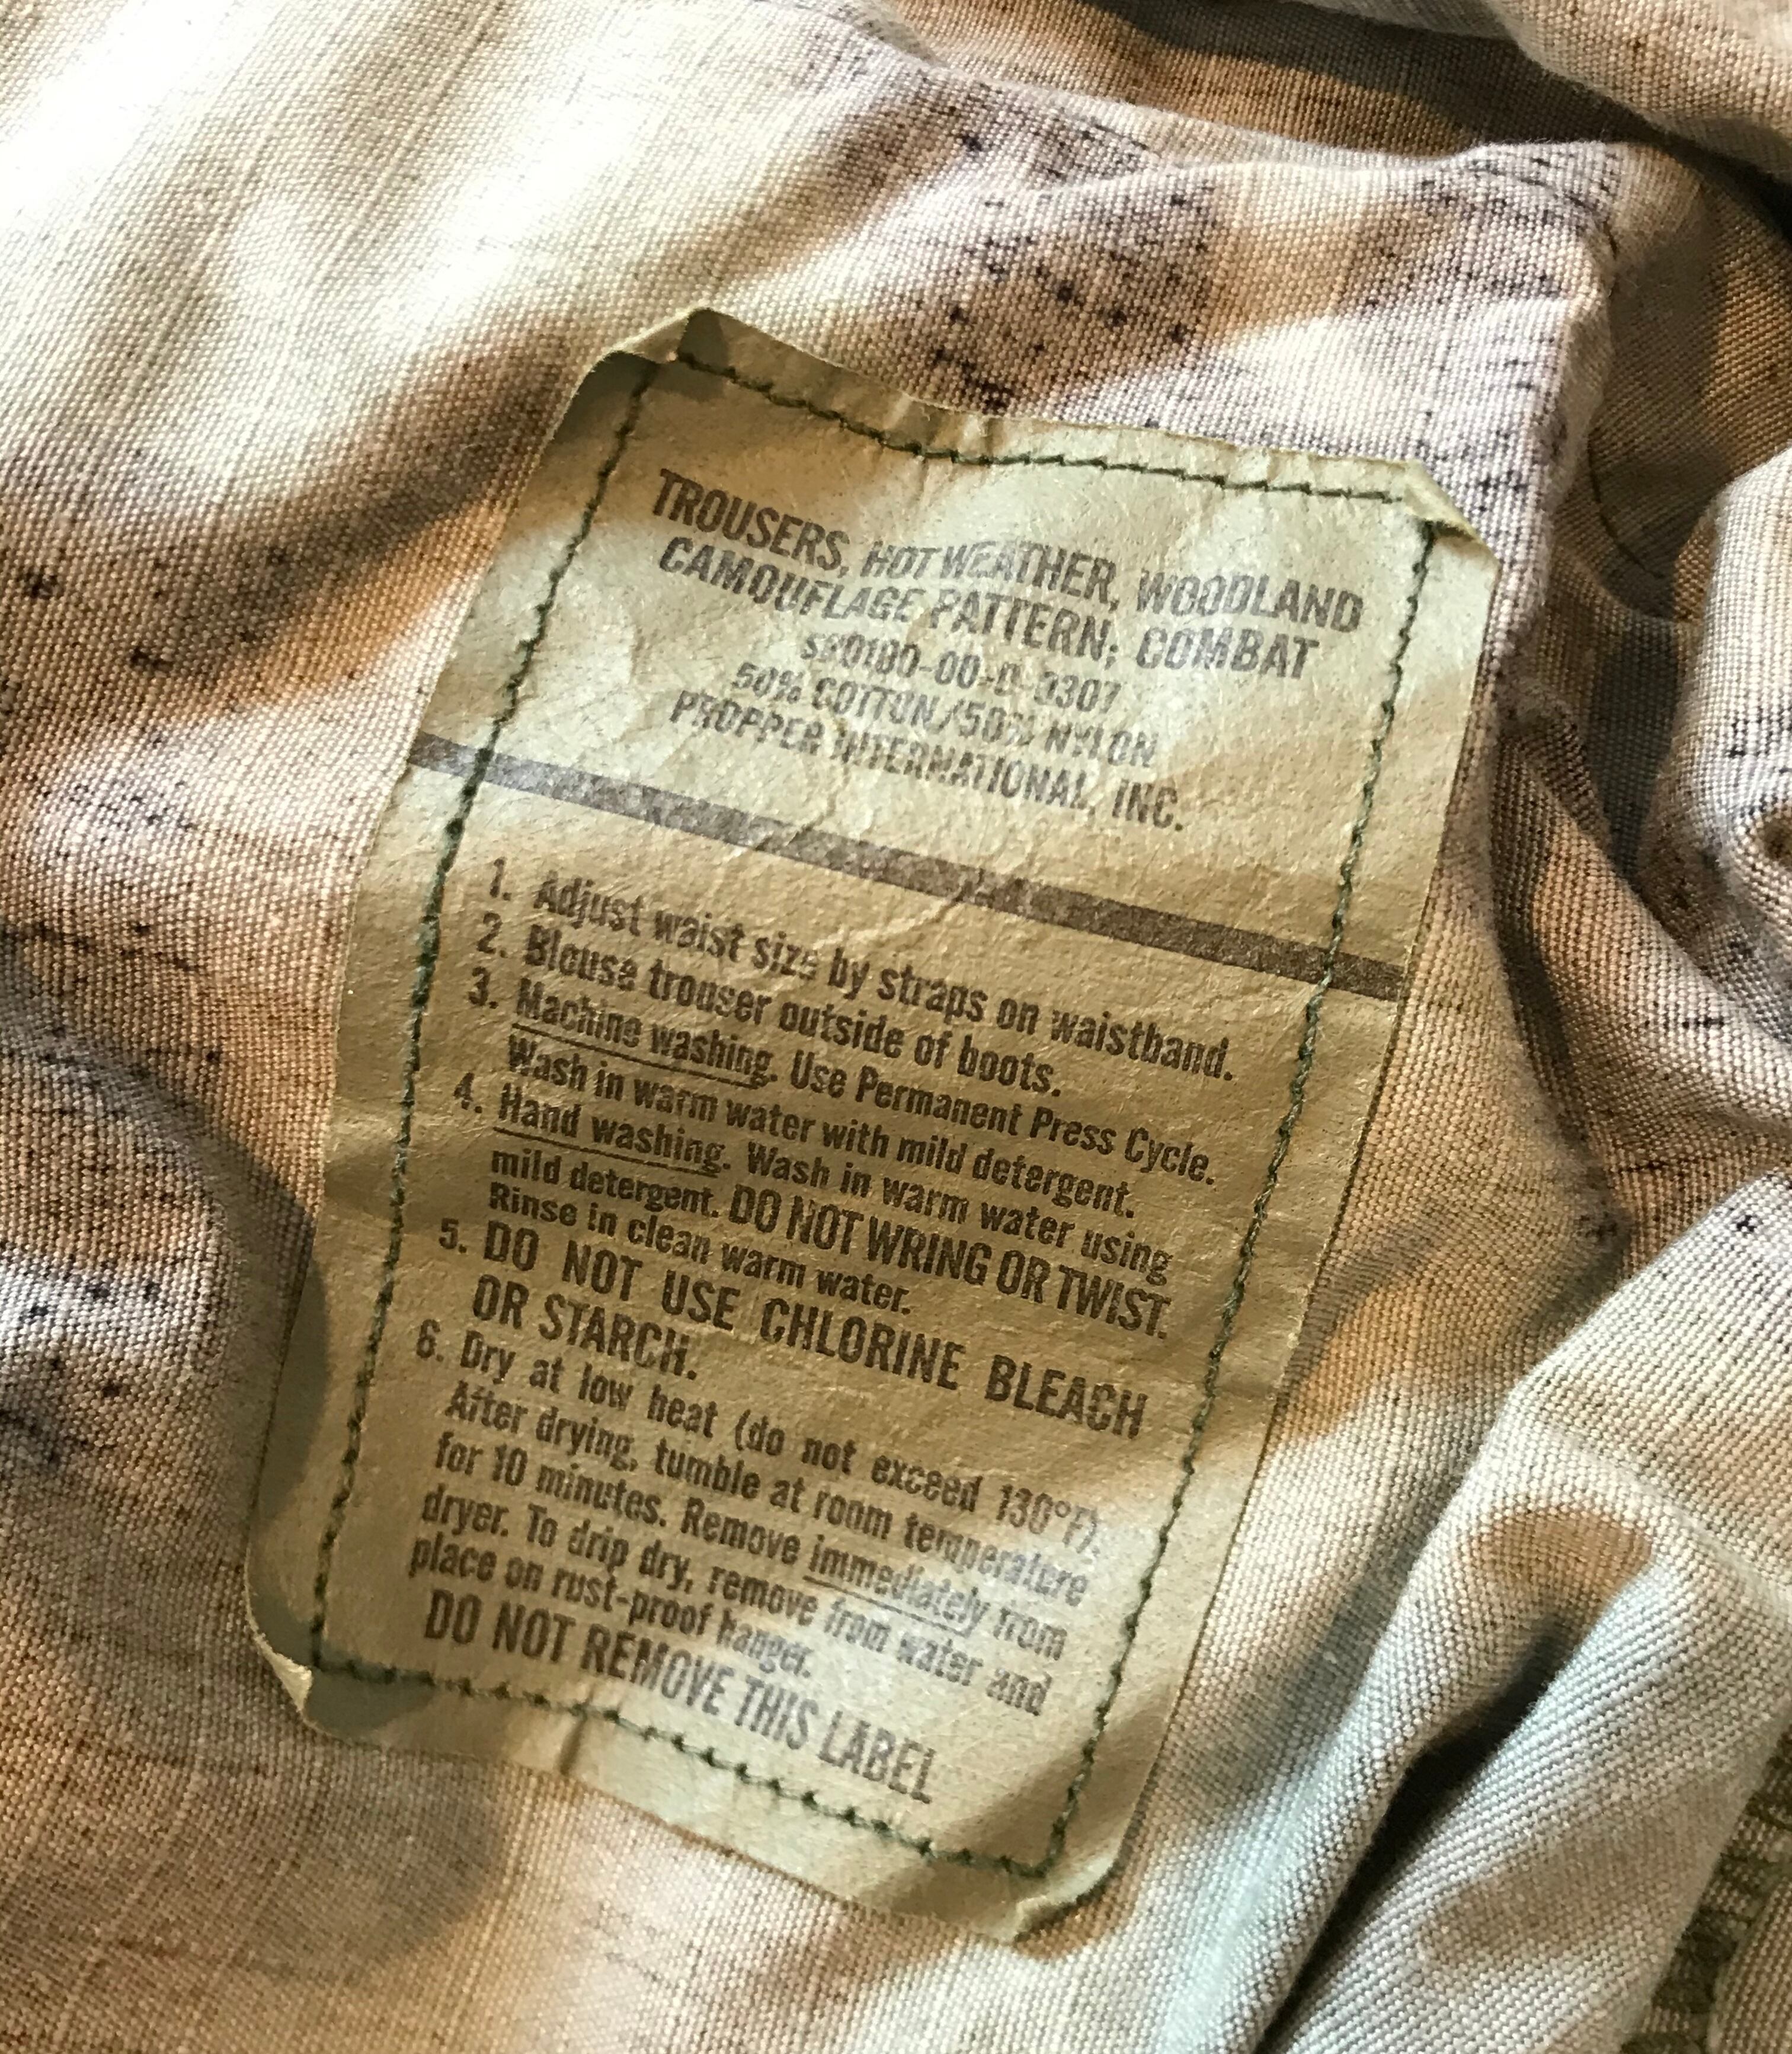 TROUSERS, HOT WEATHER, WOODLAND
CAMOUFLAGE PATTERN; COMBAT
50% COTTON/50% NYLON
PROPPER INTERNATIONAL, INC.
1. Adjust waist size by straps on waistband.
2. Blouse trouser outside of boots.
3. Machine washing. Use Permanent Press Cycle.
Wash in warm water with mild detergent.
4. Hand washing. Wash in warm water using
mild detergent. DO NOT WRING OR TWIST.
Rinse in clean warm water.
5. DO NOT USE CHLORINE BLEACH
OR STARCH.
6. Dry at low heat (do not exceed 130°F).
After drying, tumble at room temperature
for 10 minutes. Remove immediately from
dryer. To drip dry, remove from water and
place on rust-proof hanger.
DO NOT REMOVE THIS LABEL